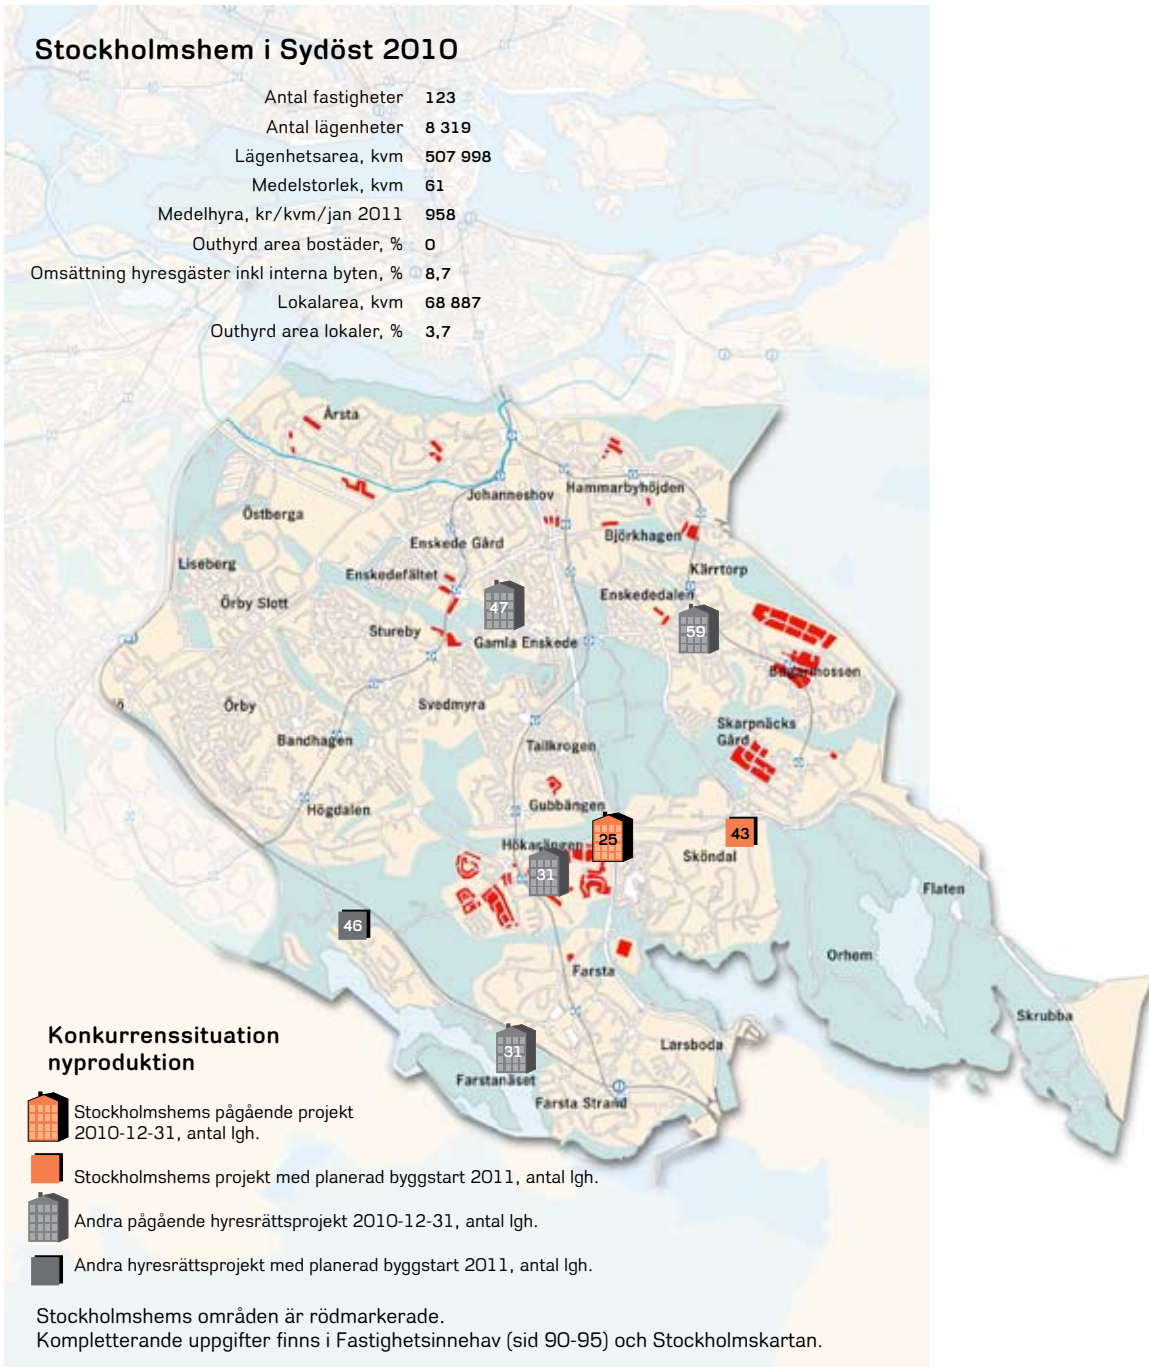 Stockholmshem i Sydöst 2010
Antal fastigheter 123
Antal lägenheter 8 319
Lägenhetsarea, kvm 507 998
Medelstorlek, kvm 61
Medelhyra, kr/kvm/jan 2011 958
Outhyrd area bostäder, % 0
Omsättning hyresgäster inkl interna byten, % 8,7
Lokalarea, kvm 68 887
Outhyrd area lokaler, % 3,7
Årsta
Johanneshov
Hammarbyhöjden
Östberga
Enskede Gård
Björkhagen
Liseberg
Enskedefältet
Kärrtorp
Örby Slott
47
Enskededalen
59
Stureby
Gamla Enskede
Bagarmossen
Örby
Svedmyra
Skarpnäcks
Gård
Bandhagen
Tallkrogen
Högdalen
Gubbängen
Hökarängen
25
43
Sköndal
31
Flaten
46
Orhem
Farsta
Skrubba
Larsboda
31
Farstanäset
Farsta Strand
Konkurrenssituation
nyproduktion
Stockholmshems pågående projekt
2010-12-31, antal lgh.
Stockholmshems projekt med planerad byggstart 2011, antal lgh.
Andra pågående hyresrättsprojekt 2010-12-31, antal lgh.
Andra hyresrättsprojekt med planerad byggstart 2011, antal lgh.
Stockholmshems områden är rödmarkerade.
Kompletterande uppgifter finns i Fastighetsinnehav (sid 90-95) och Stockholmskartan.